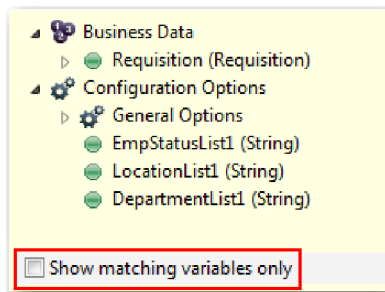 Business Data
Requisition (Requisition)
Configuration Options
General Options
EmpStatusList1 (String)
LocationList1 (String)
DepartmentList1 (String)
Show matching variables only